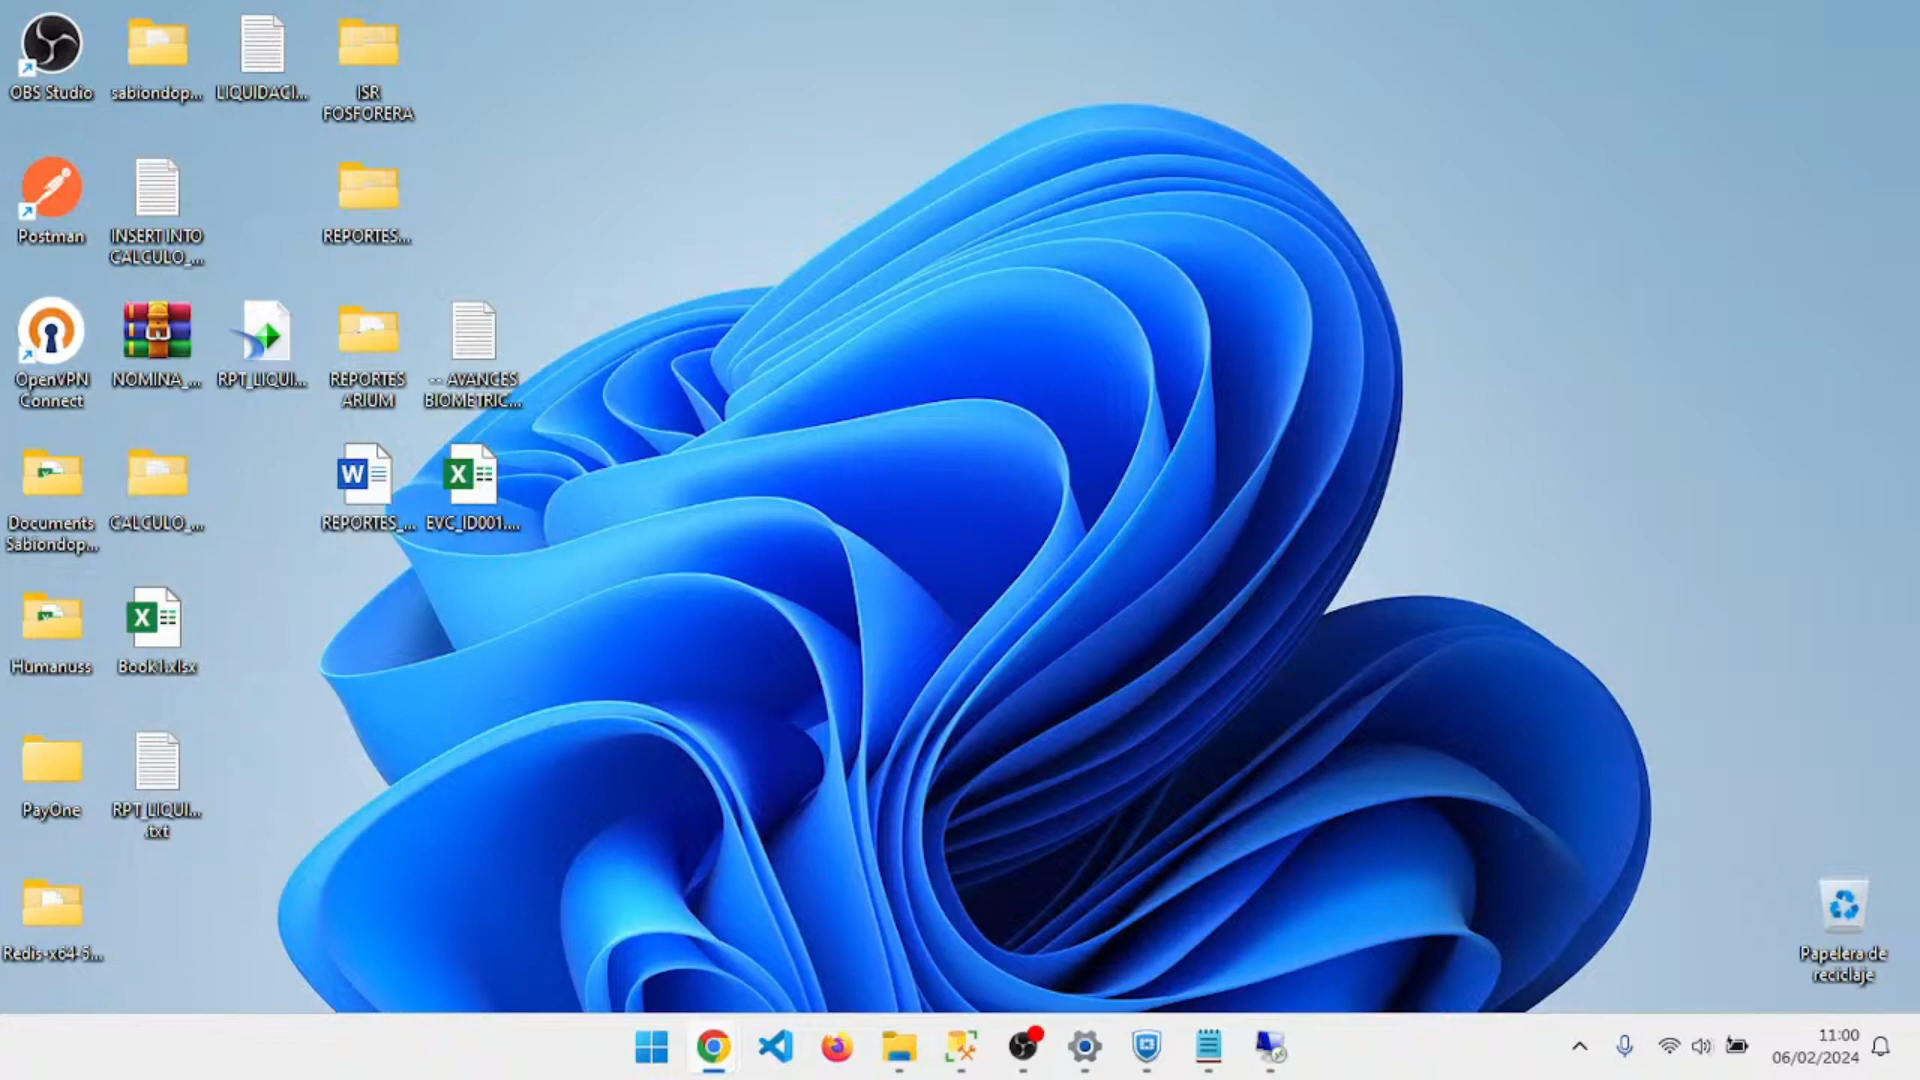 OBS Studio
sabiondop...
LIQUIDACI...
ISR
FOSFORERA
Postman
INSERT INTO
CALCULO_...
REPORTES...
OpenVPN
Connect
NOMINA_...
RPT_LIQUI...
REPORTES
ARIUM
-- AVANCES
BIOMETRIC...
Documents
Sabiondop...
CALCULO_...
REPORTES_...
EVC_ID001....
Humanuss
Book1.xlsx
PayOne
RPT_LIQUI...
.txt
Redis-x64-5...
Papelera de
reciclaje
11:00
06/02/2024